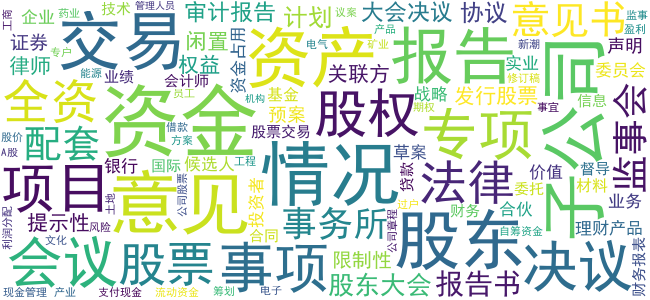 工商
药业
技术
管理人员
审计报告
计划
大会决议
协议
意见书
议案
监事
盈利
企业
专户
交易
资产
报告
子公司
证券
闲置
资金占用
电气
产品
矿业
新潮
声明
律师
权益
关联方
实业
修订稿
委员会
能源
业绩
会计师
战略
发行股票
信息
全资
资金
员工
机构
基金
预案
股权
期权
专项
事宜
监事会
股价
配套
借款
方案
股票交易
草案
A股
银行
国际
候选人
工程
情况
贷款
法律
价值
督导
项目
意见
土地
公司股票
投资者
委托
材料
提示性
风险
事务所
公司章程
过户
股东
财务
合伙
业务
决议
利润分配
会议
股票
事项
合同
自筹资金
理财产品
财务报表
文化
限制性
股东大会
报告书
现金管理
产业
支付现金
流动资金
筹划
电子